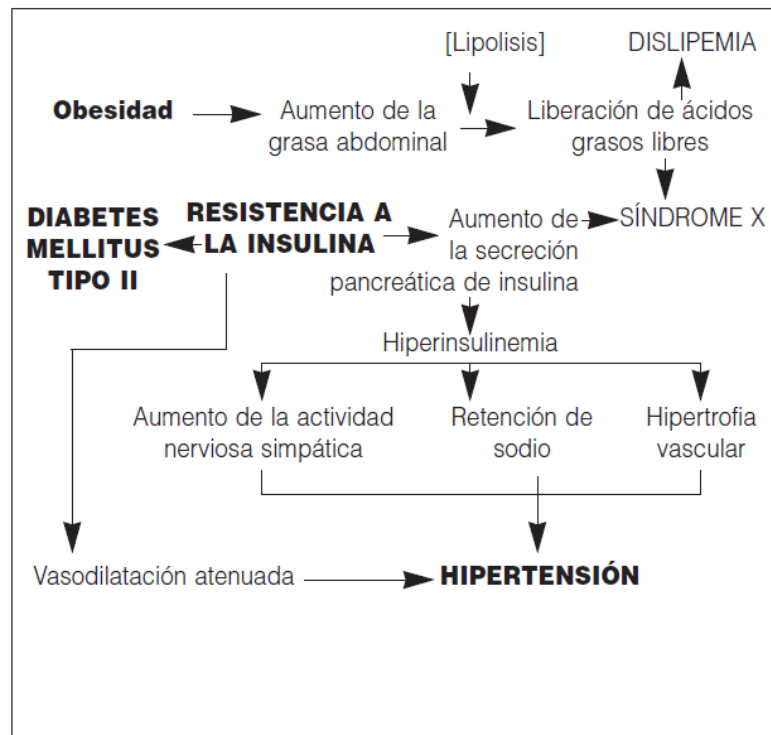 [Lipolisis]
DISLIPEMIA
Obesidad
Aumento de la
grasa abdominal
Liberación de ácidos
grasos libres
DIABETES
MELLITUS
TIPO II
RESISTENCIA A
LA INSULINA
Aumento de
la secreción
pancreática de insulina
SÍNDROME X
Hiperinsulinemia
Aumento de la actividad
nerviosa simpática
Retención de
sodio
Hipertrofia
vascular
Vasodilatación atenuada
HIPERTENSIÓN